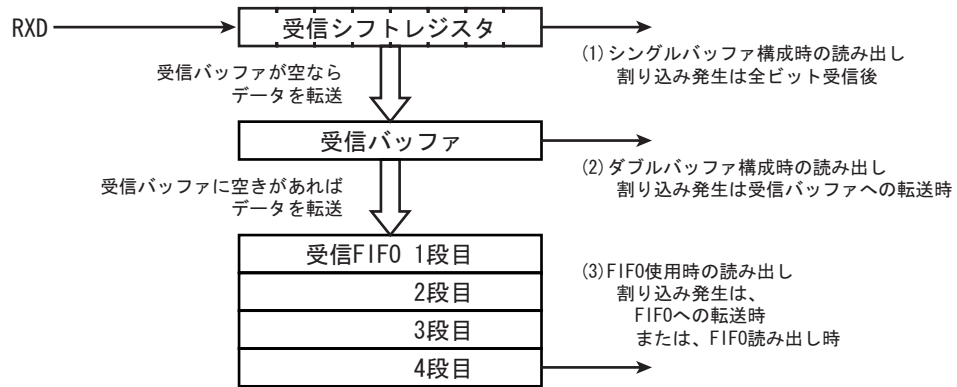 RXD
受信シフトレジスタ
(1)シングルバッファ構成時の読み出し
割り込み発生は全ビット受信後
受信バッファが空なら
データを転送
受信バッファ
(2)ダブルバッファ構成時の読み出し
割り込み発生は受信バッファへの転送時
受信バッファに空きがあれば
データを転送
受信FIFO 1段目
2段目
3段目
4段目
(3)FIFO使用時の読み出し
割り込み発生は、
FIFOへの転送時
または、FIFO読み出し時